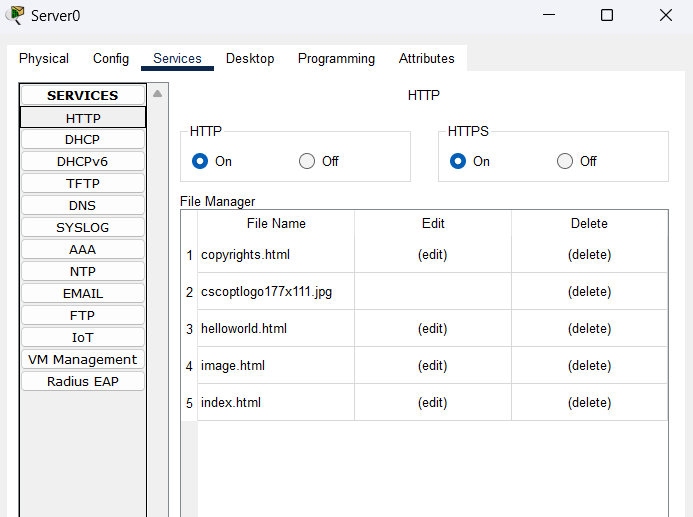 Server0
Physical Config Services Desktop Programming Attributes
SERVICES
HTTP
DHCP
DHCPv6
TFTP
DNS
SYSLOG
AAA
NTP
EMAIL
FTP
IoT
VM Management
Radius EAP
HTTP
HTTP
On Off
HTTPS
On Off
File Manager
File Name Edit Delete
1 copyrights.html (edit) (delete)
2 cscoptlogo177x111.jpg (delete)
3 helloworld.html (edit) (delete)
4 image.html (edit) (delete)
5 index.html (edit) (delete)